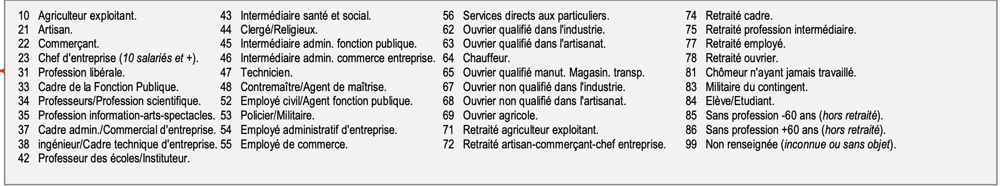 10 Agriculteur exploitant.
21 Artisan.
22 Commerçant.
23 Chef d'entreprise (10 salariés et +).
31 Profession libérale.
33 Cadre de la Fonction Publique.
34 Professeurs/Profession scientifique.
35 Profession information-arts-spectacles.
37 Cadre admin./Commercial d'entreprise.
38 ingénieur/Cadre technique d'entreprise.
42 Professeur des écoles/Instituteur.
43 Intermédiaire santé et social.
44 Clergé/Religieux.
45 Intermédiaire admin. fonction publique.
46 Intermédiaire admin. commerce entreprise.
47 Technicien.
48 Contremaître/Agent de maîtrise.
52 Employé civil/Agent fonction publique.
53 Policier/Militaire.
54 Employé administratif d'entreprise.
55 Employé de commerce.
56 Services directs aux particuliers.
62 Ouvrier qualifié dans l'industrie.
63 Ouvrier qualifié dans l'artisanat.
64 Chauffeur.
65 Ouvrier qualifié manut. Magasin. transp.
67 Ouvrier non qualifié dans l'industrie.
68 Ouvrier non qualifié dans l'artisanat.
69 Ouvrier agricole.
71 Retraité agriculteur exploitant.
72 Retraité artisan-commerçant-chef entreprise.
74 Retraité cadre.
75 Retraité profession intermédiaire.
77 Retraité employé.
78 Retraité ouvrier.
81 Chômeur n'ayant jamais travaillé.
83 Militaire du contingent.
84 Elève/Etudiant.
85 Sans profession -60 ans (hors retraité).
86 Sans profession +60 ans (hors retraité).
99 Non renseignée (inconnue ou sans objet).